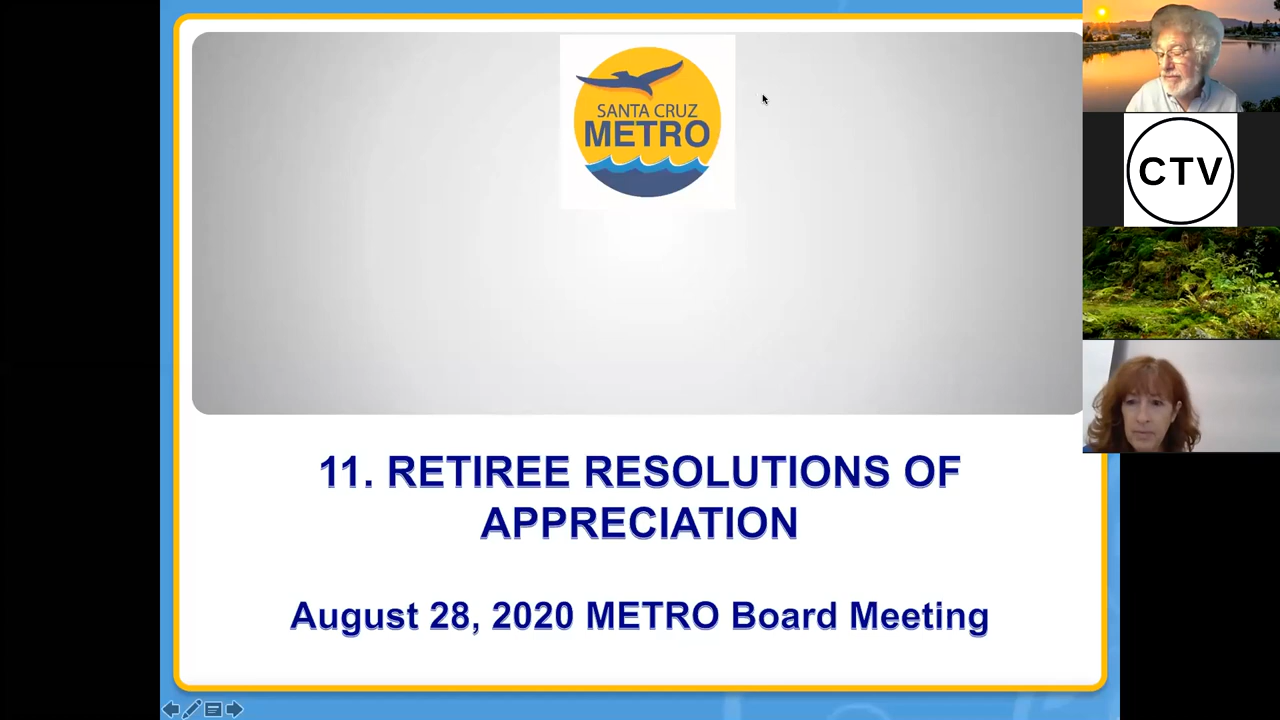 SANTA CRUZ
METRO
CTV
11. RETIREE RESOLUTIONS OF
APPRECIATION
August 28, 2020 METRO Board Meeting